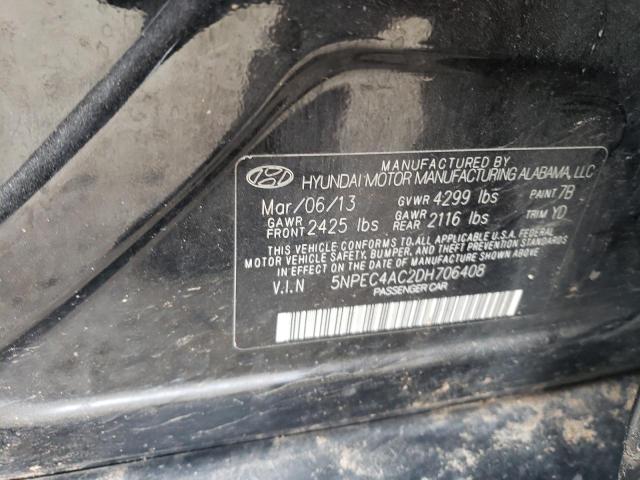 MANUFACTURED BY
HYUNDAI MOTOR MANUFACTURING ALABAMA, LLC
Mar/06/13 GVWR 4299 lbs PAINT 7B
GAWR FRONT 2425 lbs GAWR REAR 2116 lbs TRIM YD
THIS VEHICLE CONFORMS TO ALL APPLICABLE U.S.A. FEDERAL
MOTOR VEHICLE SAFETY, BUMPER, AND THEFT PREVENTION STANDARDS
IN EFFECT ON THE DATE OF MANUFACTURE SHOWN ABOVE
V.I.N 5NPEC4AC2DH706408
PASSENGER CAR